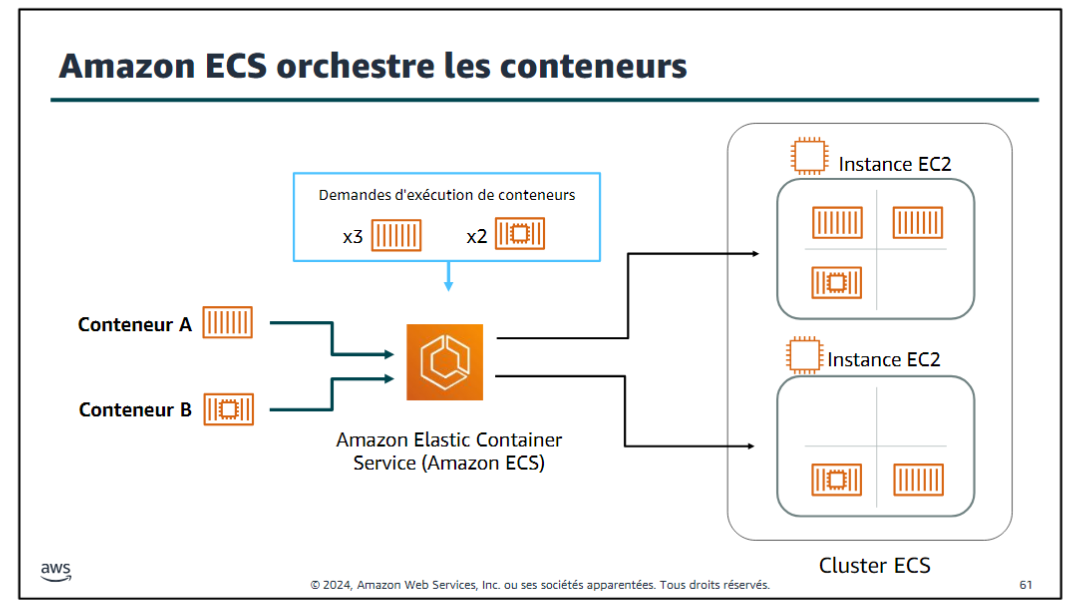 Amazon ECS orchestre les conteneurs
Demandes d'exécution de conteneurs
x3
x2
Conteneur A
Conteneur B
Amazon Elastic Container
Service (Amazon ECS)
Instance EC2
Instance EC2
Cluster ECS
aws
© 2024, Amazon Web Services, Inc. ou ses sociétés apparentées. Tous droits réservés.
61